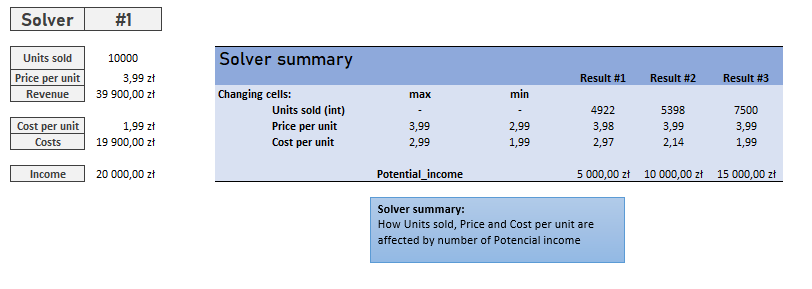 Solver #1
Units sold 10000
Price per unit 3,99 zł
Revenue 39 900,00 zł
Cost per unit 1,99 zł
Costs 19 900,00 zł
Income 20 000,00 zł
Solver summary
Result #1 Result #2 Result #3
Changing cells: max min
Units sold (int) - - 4922 5398 7500
Price per unit 3,99 2,99 3,98 3,99 3,99
Cost per unit 2,99 1,99 2,97 2,14 1,99
Potential_income 5 000,00 zł 10 000,00 zł 15 000,00 zł
Solver summary:
How Units sold, Price and Cost per unit are
affected by number of Potencial income